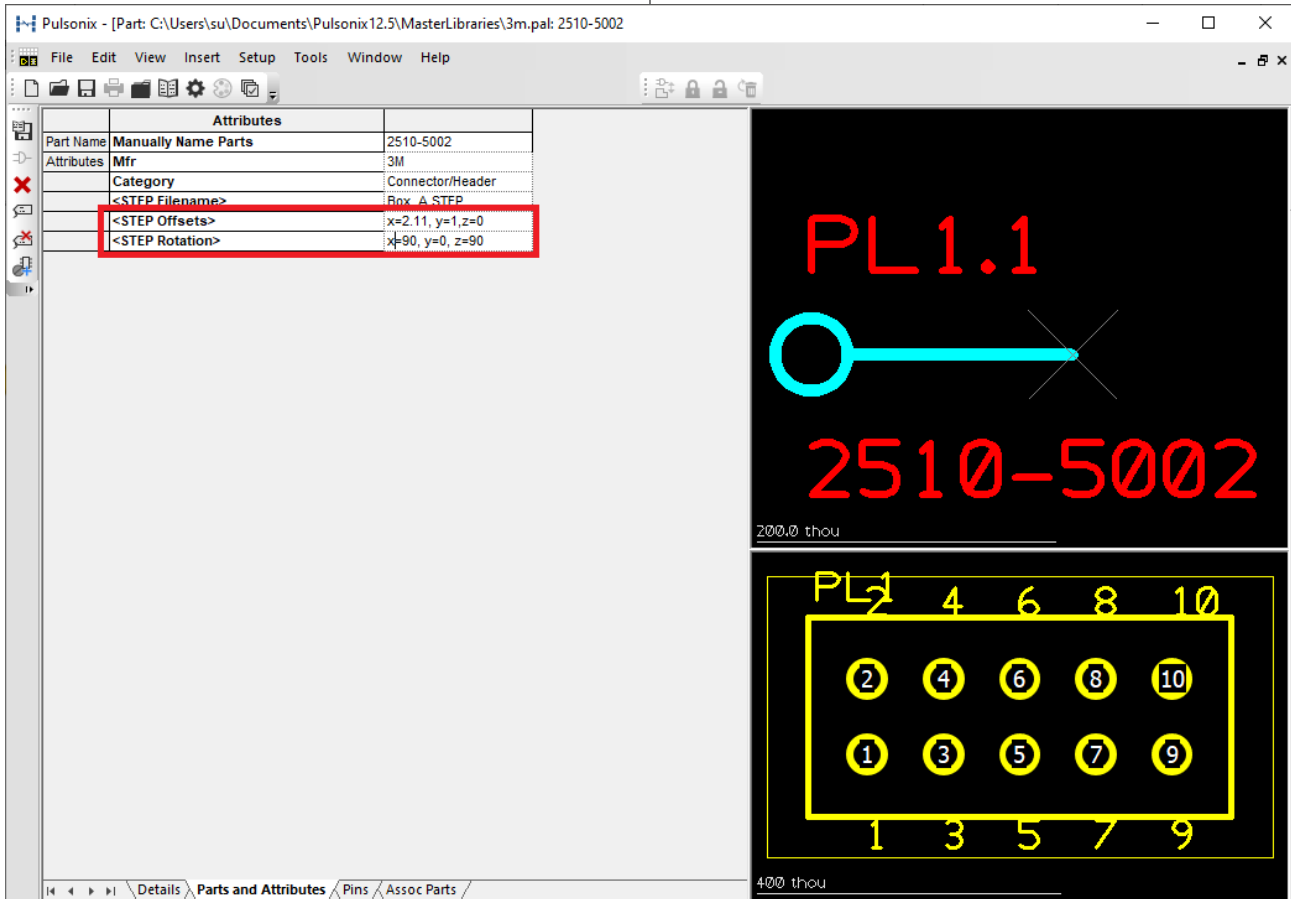 Pulsonix - [Part: C:\Users\su\Documents\Pulsonix12.5\MasterLibraries\3m.pal: 2510-5002
File Edit View Insert Setup Tools Window Help
Attributes
Part Name Manually Name Parts 2510-5002
Attributes Mfr 3M
Category Connector/Header
<STEP Filename> Box_A.STEP
<STEP Offsets> x=2.11, y=1,z=0
<STEP Rotation> x=90, y=0, z=90
PL1.1
2510-5002
200.0 thou
PL1
2 4 6 8 10
2 4 6 8 10
1 3 5 7 9
1 3 5 7 9
400 thou
Details Parts and Attributes Pins Assoc Parts